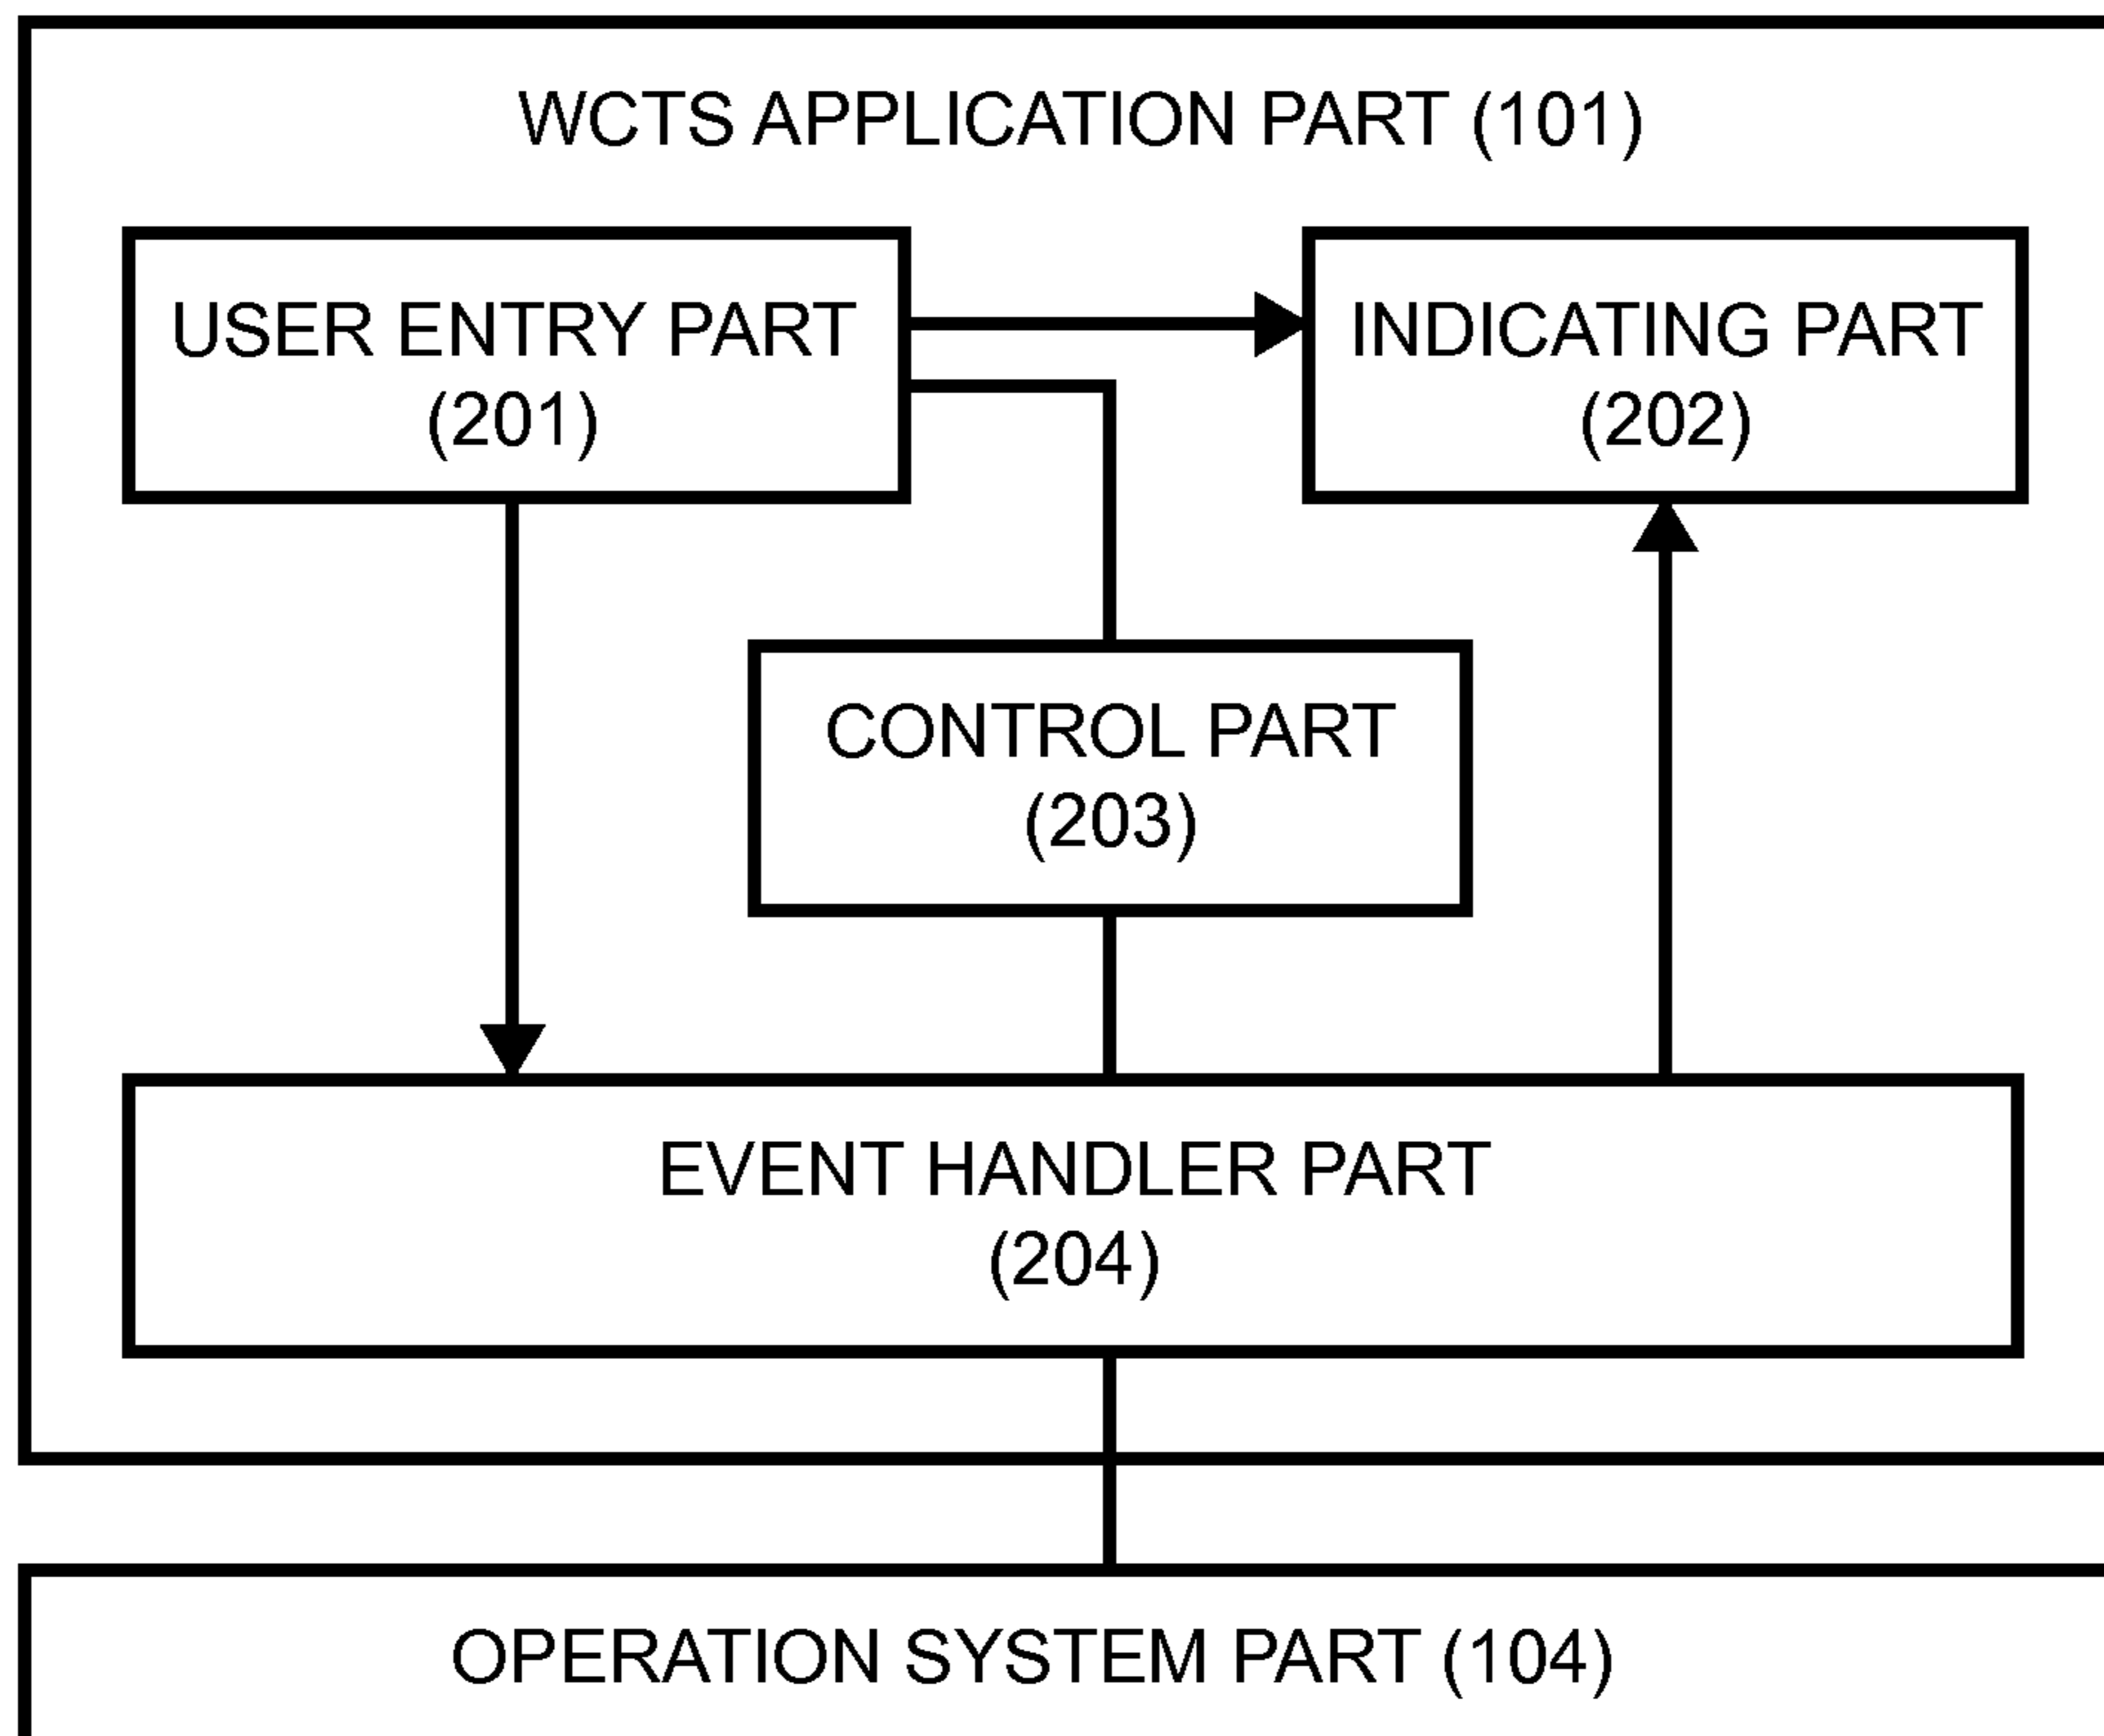 WCTS APPLICATION PART (101)
USER ENTRY PART
(201)
INDICATING PART
(202)
CONTROL PART
(203)
EVENT HANDLER PART
(204)
OPERATION SYSTEM PART (104)